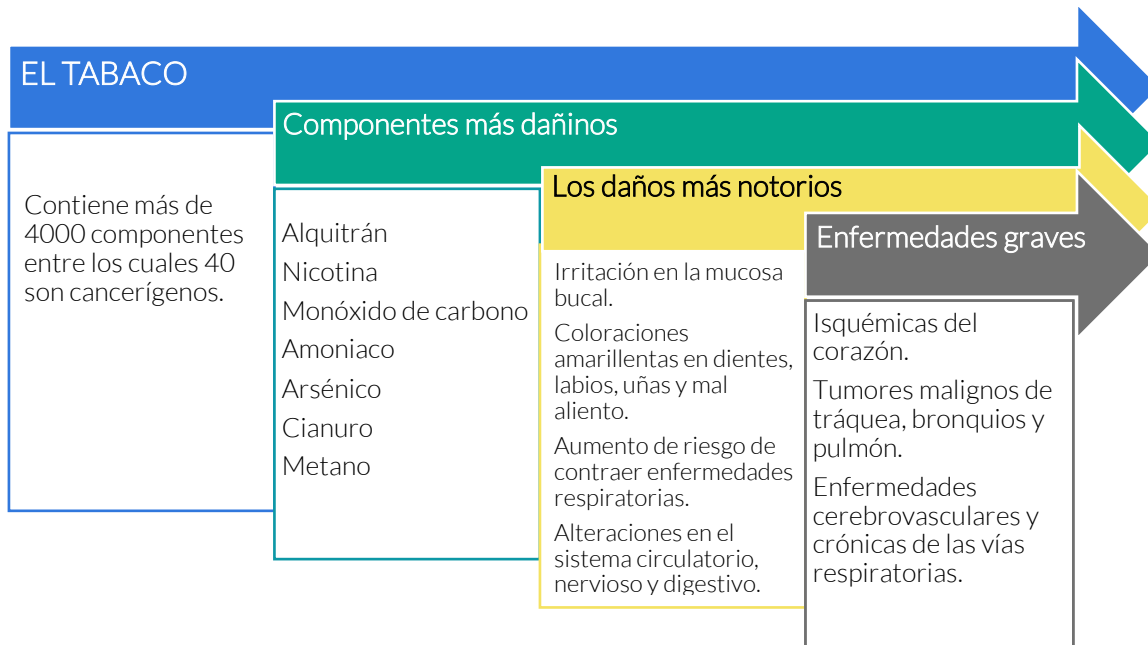 EL TABACO
Contiene más de
4000 componentes
entre los cuales 40
son cancerígenos.
Componentes más dañinos
Alquitrán
Nicotina
Monóxido de carbono
Amoniaco
Arsénico
Cianuro
Metano
Los daños más notorios
Irritación en la mucosa
bucal.
Coloraciones
amarillentas en dientes,
labios, uñas y mal
aliento.
Aumento de riesgo de
contraer enfermedades
respiratorias.
Alteraciones en el
sistema circulatorio,
nervioso y digestivo.
Enfermedades graves
Isquémicas del
corazón.
Tumores malignos de
tráquea, bronquios y
pulmón.
Enfermedades
cerebrovasculares y
crónicas de las vías
respiratorias.